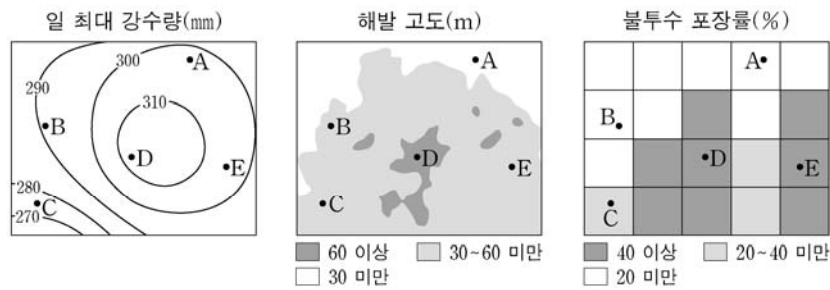 일 최대 강수량(mm)
해발 고도(m)
불투수 포장률(%)
300
A
290
310
B
D
E
280
C
270
A
B
D
E
C
A
B
D
E
C
60 이상
30~60 미만
30 미만
40 이상
20~40 미만
20 미만